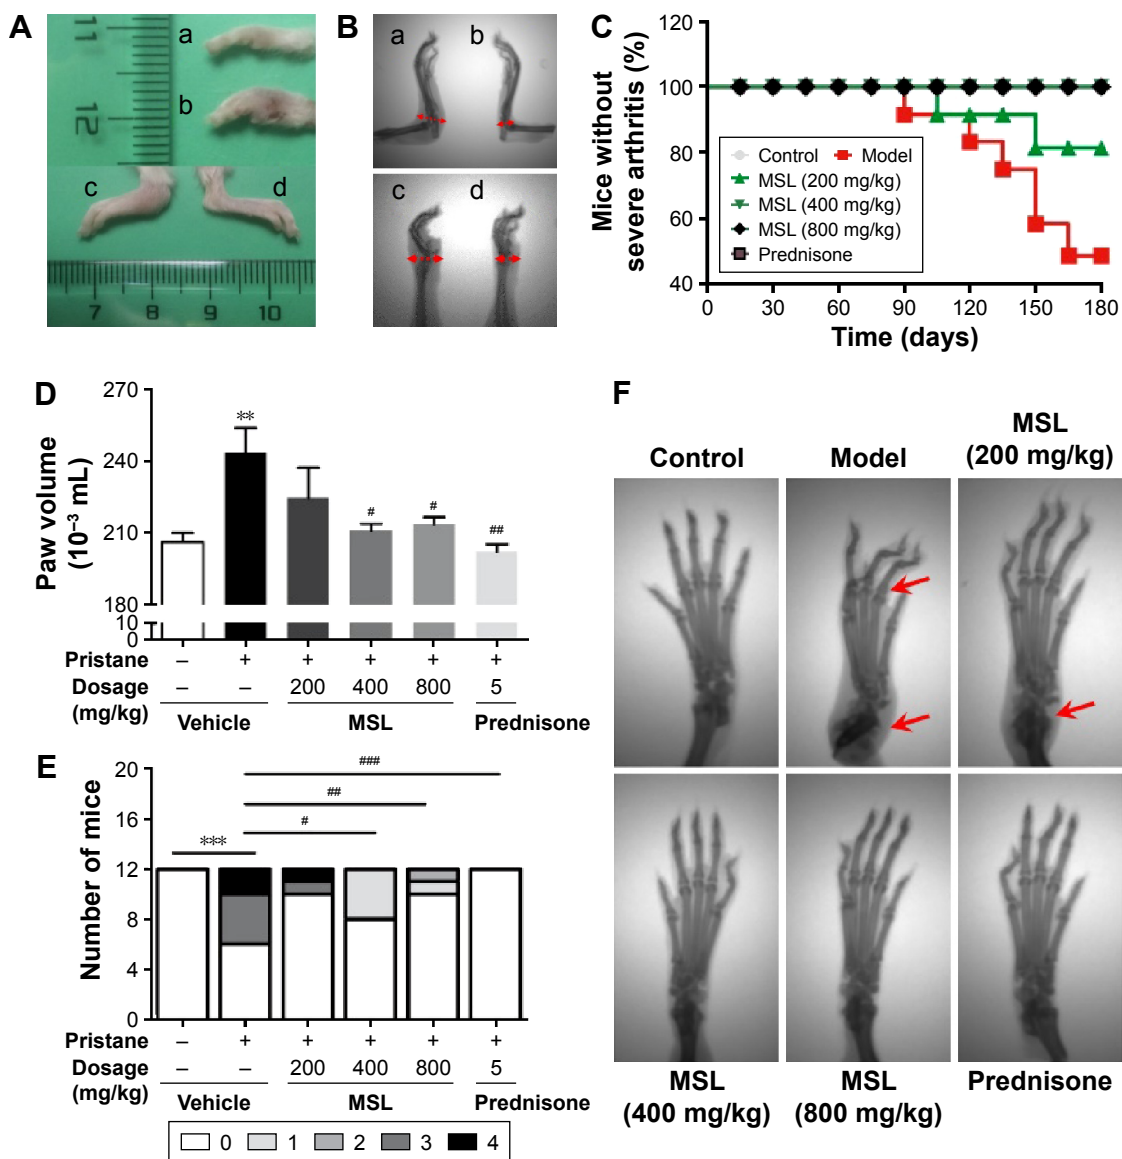 A
11
12
a
b
c
d
7
8
9
10
B
a
b
c
d
C
Mice without
severe arthritis (%)
120
100
80
60
40
0
30
60
90
120
150
180
Time (days)
Control
Model
MSL (200 mg/kg)
MSL (400 mg/kg)
MSL (800 mg/kg)
Prednisone
D
Paw volume
(10⁻³ mL)
270
240
210
180
10
0
**
#
#
##
Pristane – + + + + +
Dosage – – 200 400 800 5
(mg/kg)
Vehicle MSL Prednisone
E
Number of mice
20
16
12
8
4
0
***
#
##
###
Pristane – + + + + +
Dosage – – 200 400 800 5
(mg/kg)
Vehicle MSL Prednisone
0 1 2 3 4
F
Control
Model
MSL
(200 mg/kg)
MSL
(400 mg/kg)
MSL
(800 mg/kg)
Prednisone